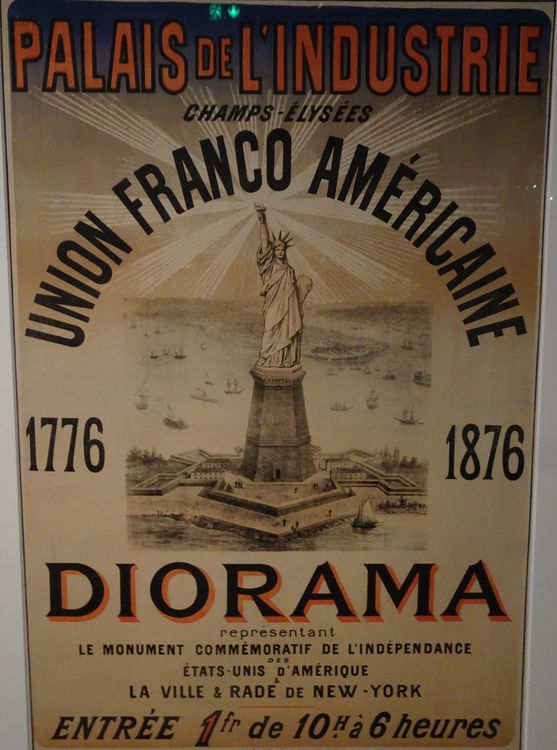 PALAIS DE L'INDUSTRIE
CHAMPS-ÉLYSÉES
UNION FRANCO AMÉRICAINE
1776 1876
DIORAMA
représentant
LE MONUMENT COMMÉMORATIF DE L'INDÉPENDANCE
DES
ÉTATS-UNIS D'AMÉRIQUE
&
LA VILLE & RADE DE NEW-YORK
ENTRÉE 1fr de 10H à 6 heures